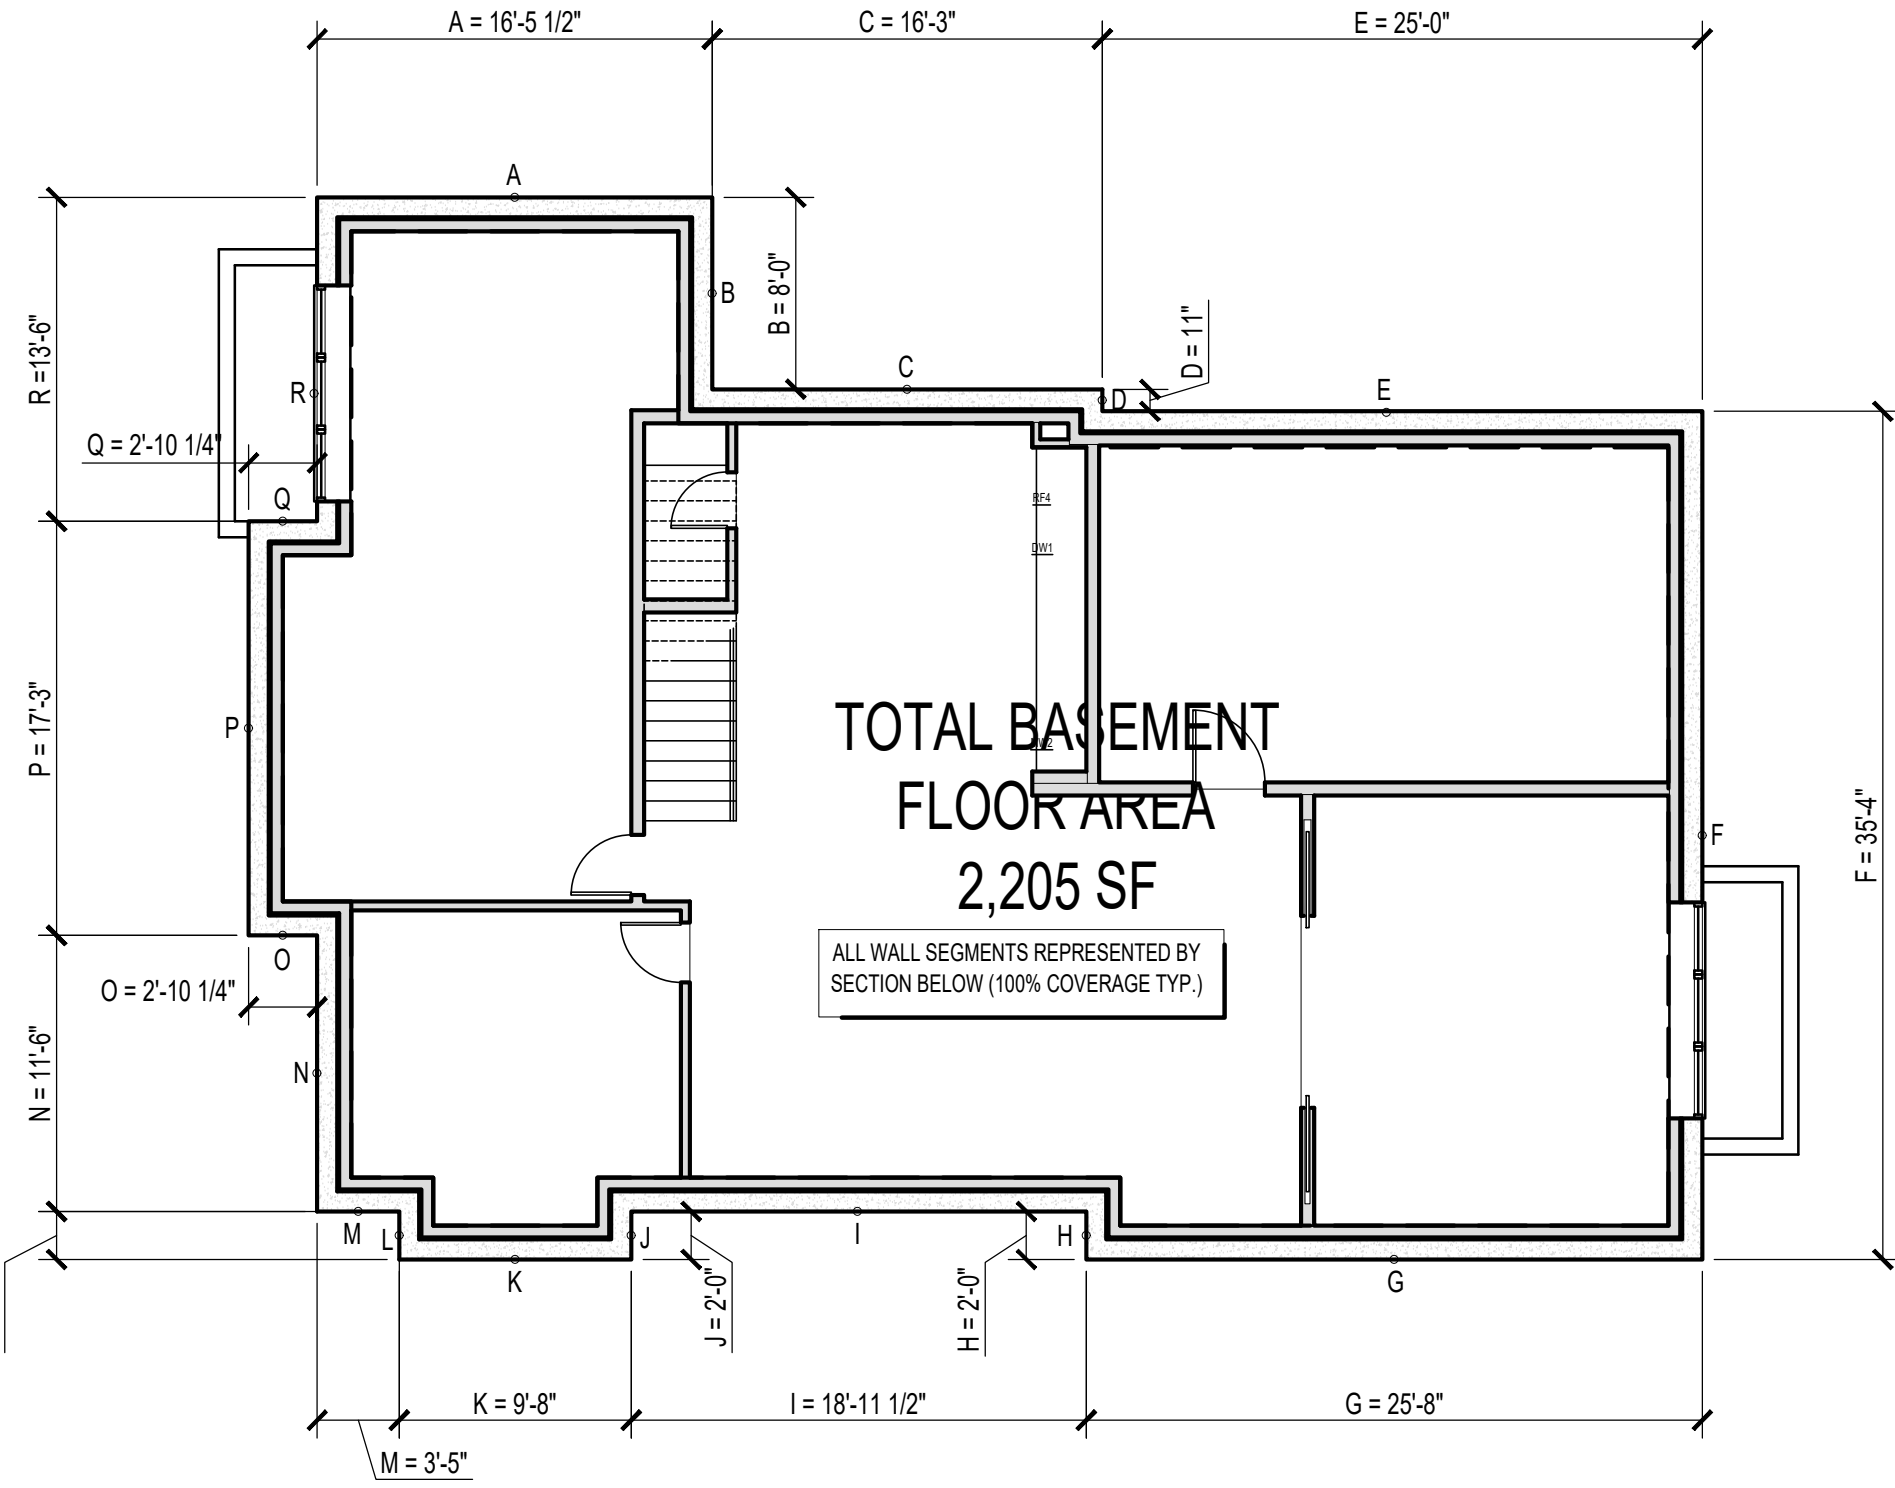 A = 16'-5 1/2"
C = 16'-3"
E = 25'-0"
A
B
B = 8'-0"
D = 11"
R =13'-6"
R
C
D
E
Q = 2'-10 1/4"
Q
RF4
DW1
P = 17'-3"
P
TOTAL BASEMENT
FLOOR AREA
2,205 SF
F
F = 35'-4"
ALL WALL SEGMENTS REPRESENTED BY
SECTION BELOW (100% COVERAGE TYP.)
O
O = 2'-10 1/4"
N = 11'-6"
N
M
L
J
I
H
K
G
J = 2'-0"
H = 2'-0"
K = 9'-8"
I = 18'-11 1/2"
G = 25'-8"
M = 3'-5"